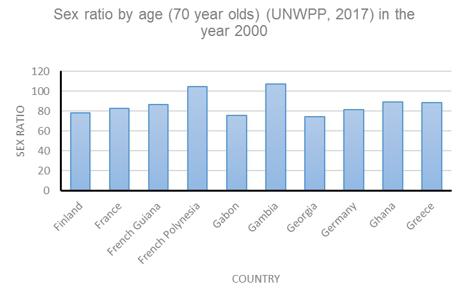 Sex ratio by age (70 year olds) (UNWPP, 2017) in the
year 2000
120
100
80
60
40
20
0
SEX RATIO
Finland
France
French Guiana
French Polynesia
Gabon
Gambia
Georgia
Germany
Ghana
Greece
COUNTRY